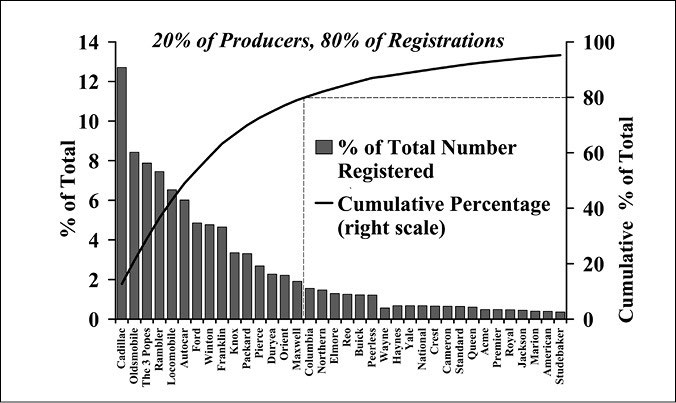 20% of Producers, 80% of Registrations
14
12
10
8
6
4
2
0
% of Total
100
80
60
40
20
0
Cumulative % of Total
% of Total Number
Registered
Cumulative Percentage
(right scale)
Cadillac
Oldsmobile
The 3 Popes
Rambler
Locomobile
Autocar
Ford
Winton
Franklin
Knox
Packard
Pierce
Duryea
Orient
Maxwell
Columbia
Northern
Elmore
Reo
Buick
Peerless
Wayne
Haynes
Yale
National
Crest
Cameron
Standard
Queen
Acme
Premier
Royal
Jackson
Marion
American
Studebaker